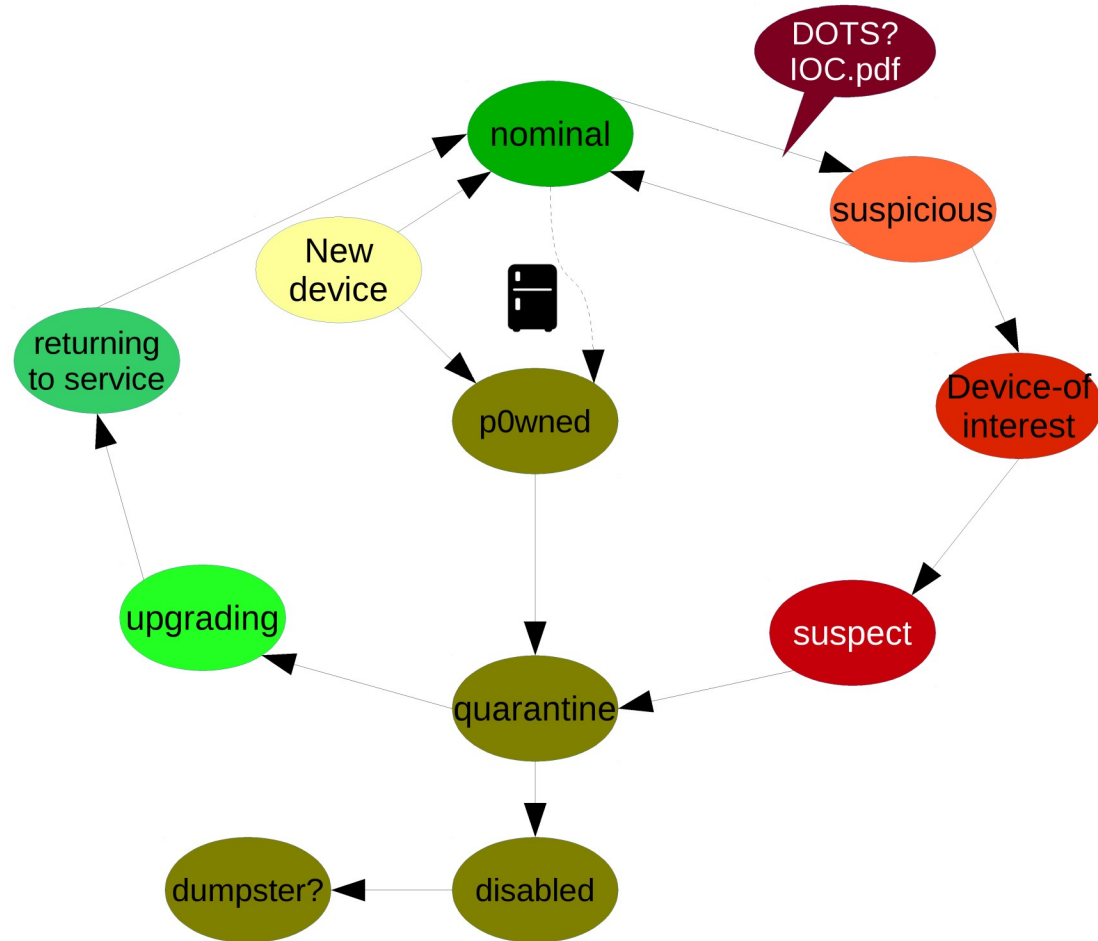 DOTS?
IOC.pdf
nominal
suspicious
New
device
returning
to service
Device-of
interest
p0wned
upgrading
suspect
quarantine
dumpster?
disabled